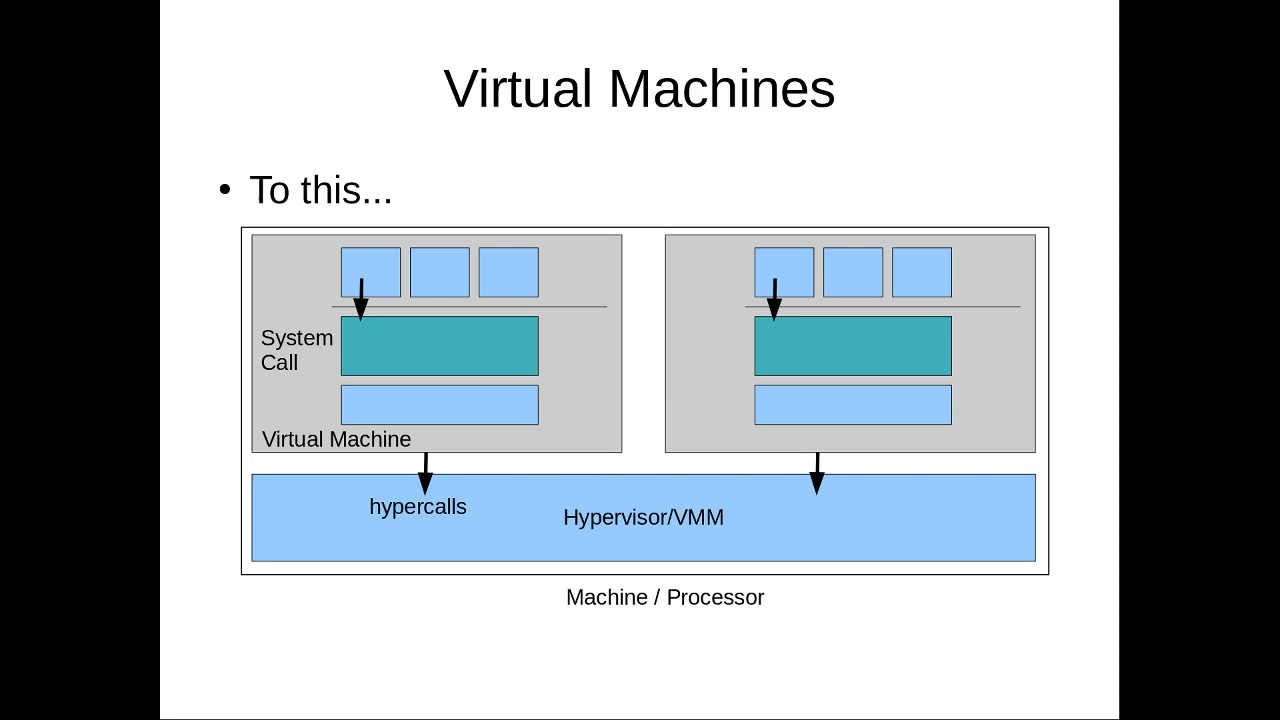 Virtual Machines
• To this...
System
Call
Virtual Machine
hypercalls
Hypervisor/VMM
Machine / Processor